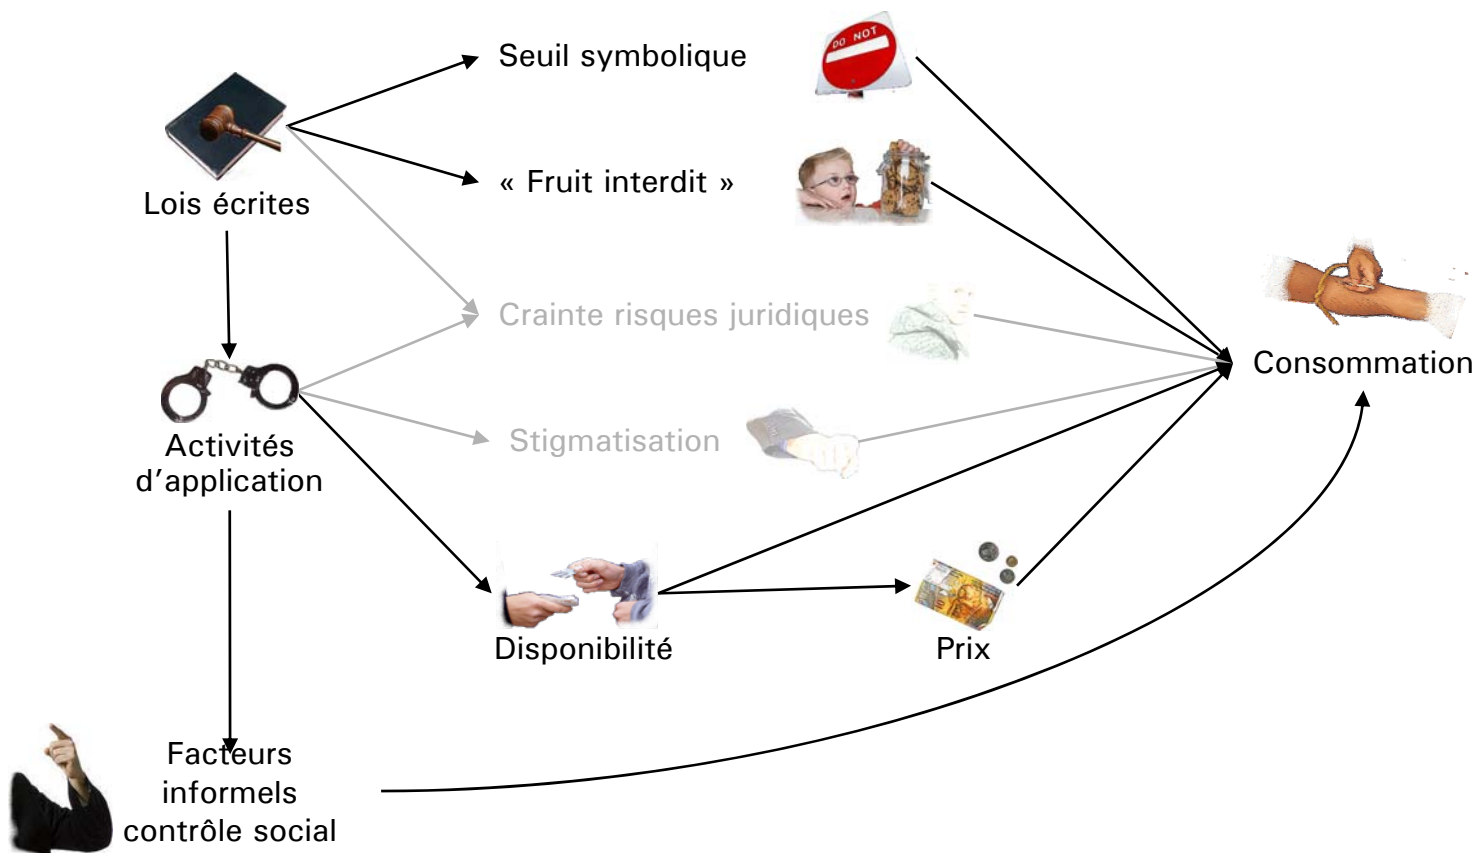 Seuil symbolique
DO NOT
Lois écrites
« Fruit interdit »
Crainte risques juridiques
Consommation
Activités
d'application
Stigmatisation
Disponibilité
Prix
Facteurs
informels
contrôle social